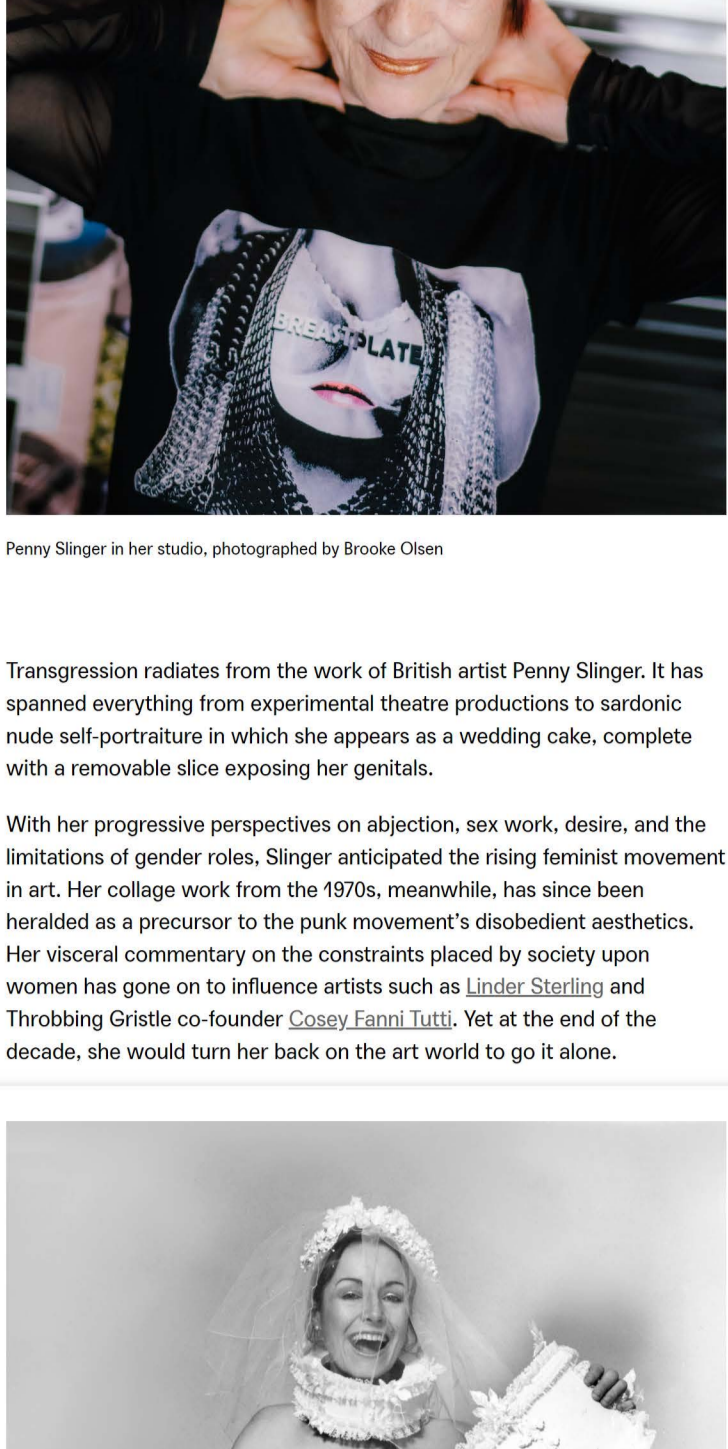 BREASTPLATE
Penny Slinger in her studio, photographed by Brooke Olsen
Transgression radiates from the work of British artist Penny Slinger. It has
spanned everything from experimental theatre productions to sardonic
nude self-portraiture in which she appears as a wedding cake, complete
with a removable slice exposing her genitals.
With her progressive perspectives on abjection, sex work, desire, and the
limitations of gender roles, Slinger anticipated the rising feminist movement
in art. Her collage work from the 1970s, meanwhile, has since been
heralded as a precursor to the punk movement’s disobedient aesthetics.
Her visceral commentary on the constraints placed by society upon
women has gone on to influence artists such as Linder Sterling and
Throbbing Gristle co-founder Cosey Fanni Tutti. Yet at the end of the
decade, she would turn her back on the art world to go it alone.